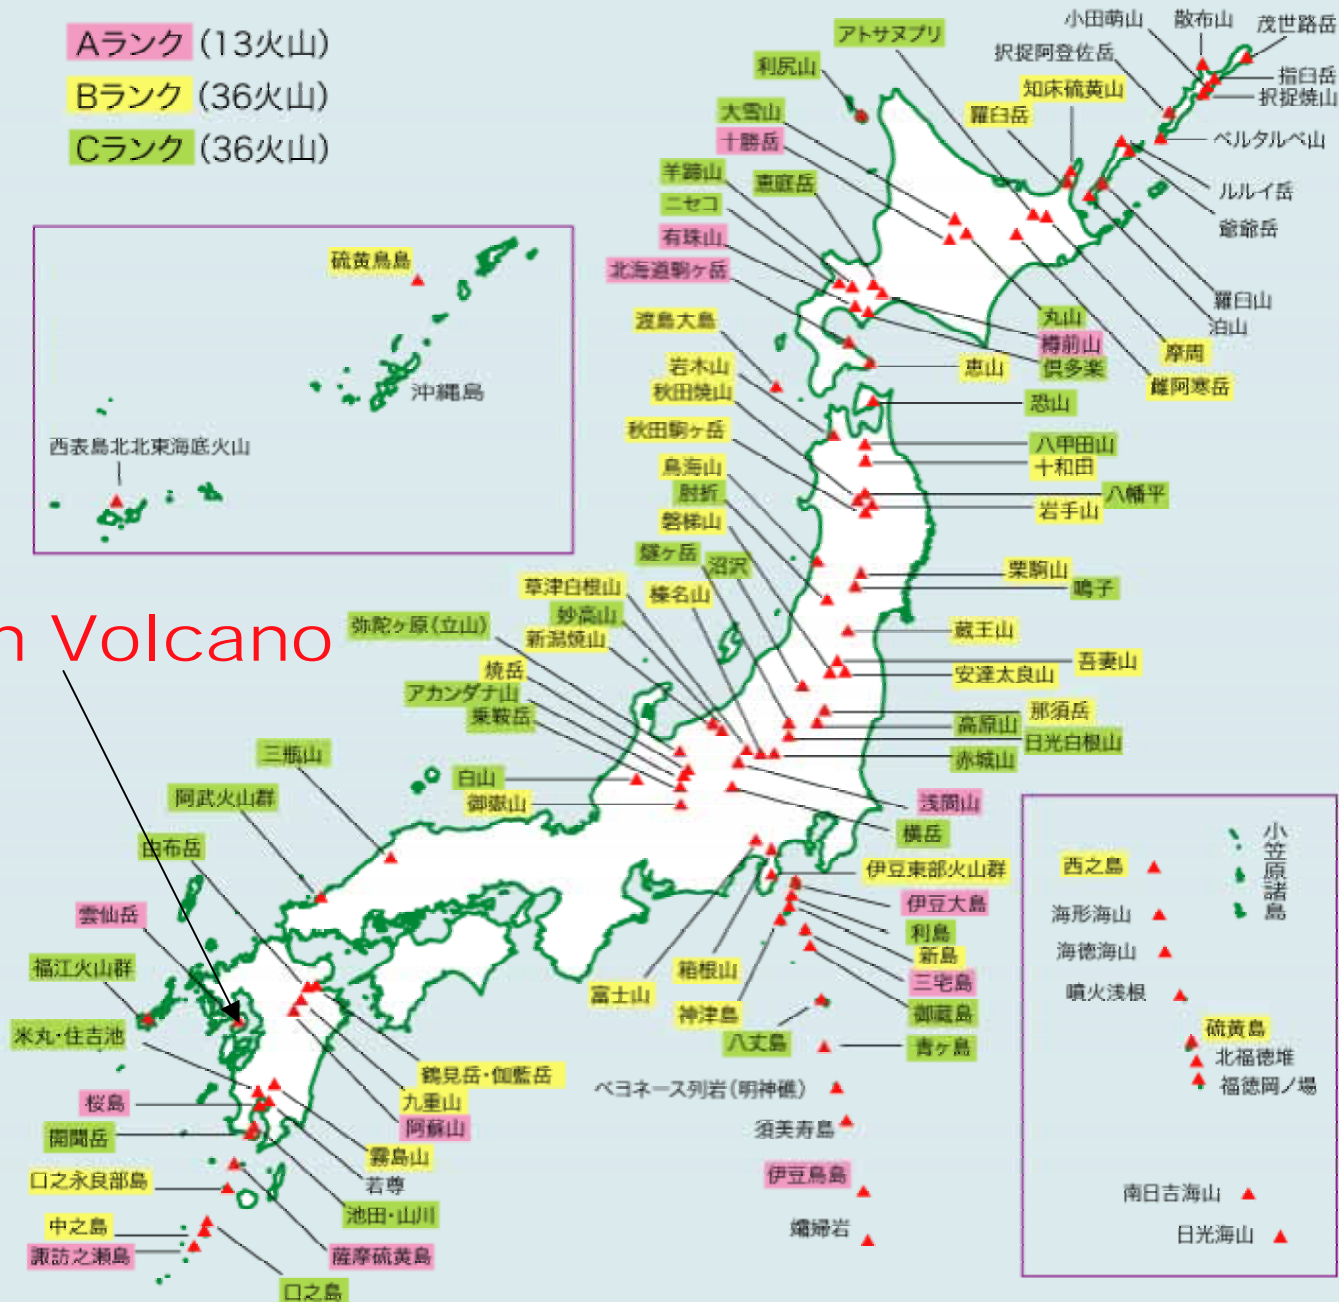 Aランク (13火山)
Bランク (36火山)
Cランク (36火山)
硫黄鳥島
沖縄島
西表島北北東海底火山
n Volcano
小田萌山
散布山
茂世路岳
択捉阿登佐岳
指臼岳
択捉焼山
ベルタルベ山
ルルイ岳
爺爺岳
羅臼山
泊山
アトサヌプリ
利尻山
知床硫黄山
羅臼岳
大雪山
十勝岳
羊蹄山
恵庭岳
ニセコ
有珠山
北海道駒ヶ岳
渡島大島
丸山
樽前山
倶多楽
摩周
雌阿寒岳
恵山
岩木山
秋田焼山
恐山
秋田駒ヶ岳
八甲田山
十和田
鳥海山
肘折
八幡平
岩手山
磐梯山
燧ヶ岳
沼沢
栗駒山
鳴子
草津白根山
榛名山
妙高山
弥陀ヶ原(立山)
新潟焼山
蔵王山
吾妻山
安達太良山
焼岳
アカンダナ山
乗鞍岳
那須岳
高原山
日光白根山
赤城山
三瓶山
白山
御嶽山
阿武火山群
浅間山
横岳
由布岳
伊豆東部火山群
雲仙岳
伊豆大島
利島
新島
福江火山群
箱根山
富士山
三宅島
神津島
御蔵島
米丸・住吉池
八丈島
青ヶ島
鶴見岳・伽藍岳
九重山
阿蘇山
ベヨネース列岩(明神礁)
桜島
須美寿島
開聞岳
霧島山
若尊
伊豆鳥島
口之永良部島
池田・山川
中之島
孀婦岩
諏訪之瀬島
薩摩硫黄島
口之島
小笠原諸島
西之島
海形海山
海徳海山
噴火浅根
硫黄島
北福徳堆
福徳岡ノ場
南日吉海山
日光海山